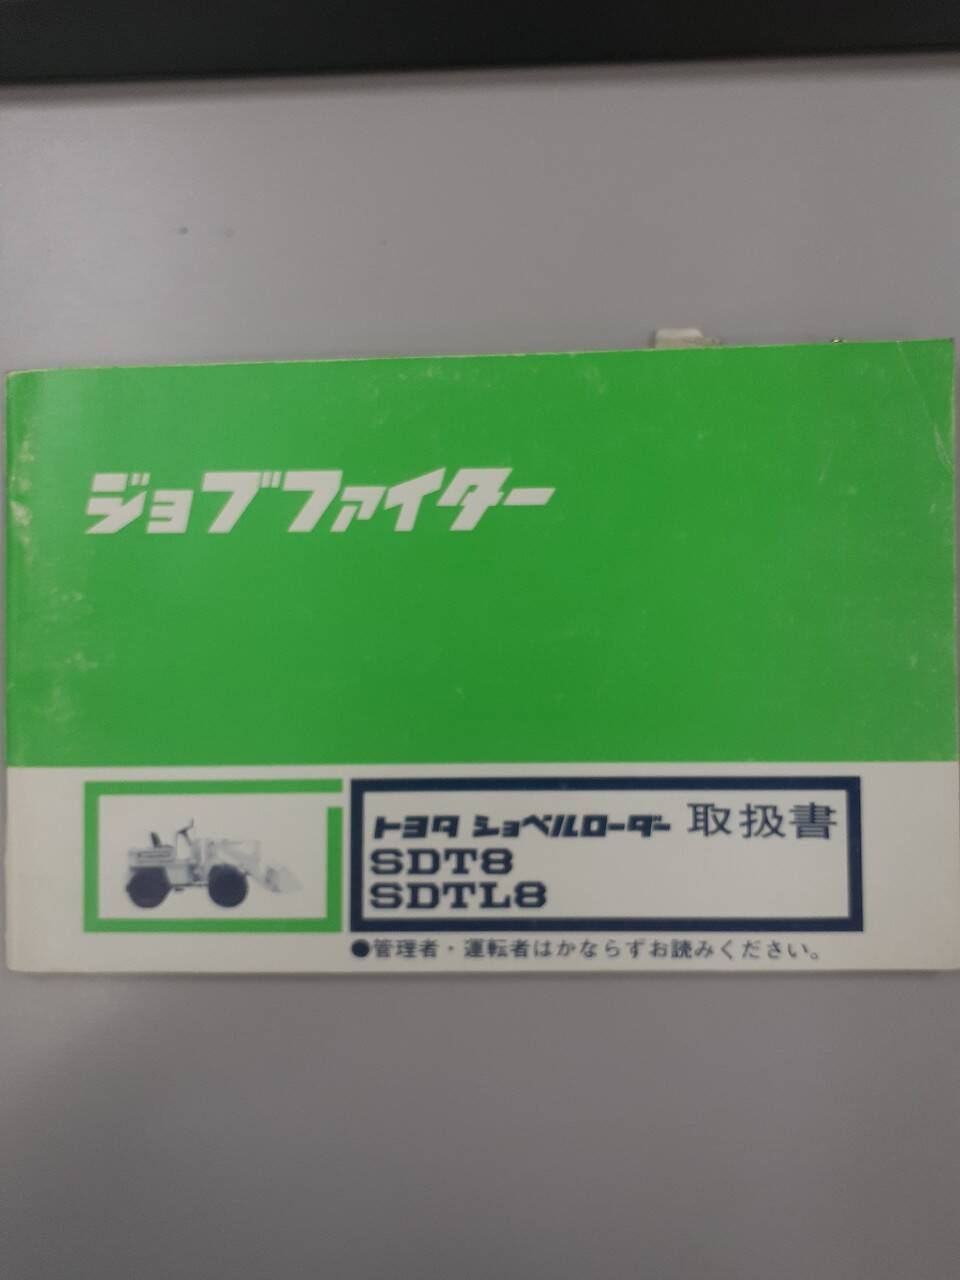 ジョブファイター
トヨタ ショベルローダー 取扱書
SDT8
SDTL8
●管理者・運転者はかならずお読みください。